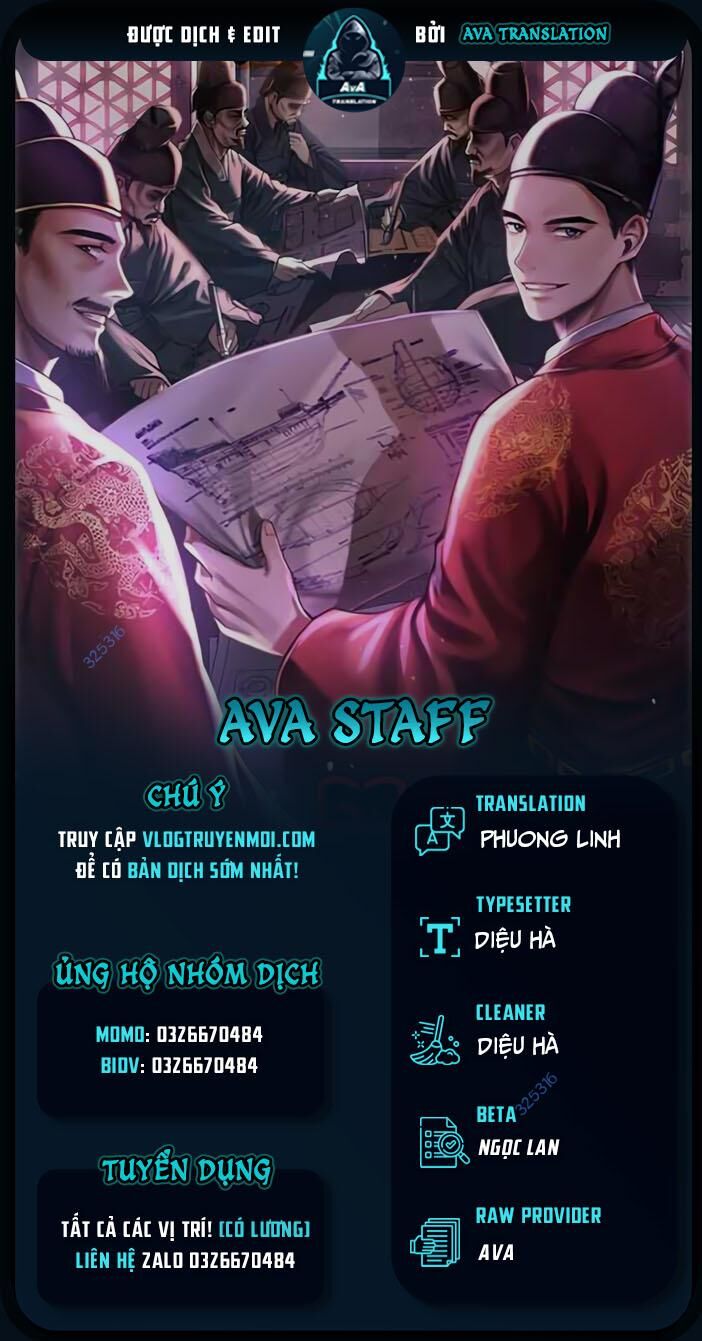 ĐƯỢC DỊCH & EDIT
AVA
TRANSLATION
BỞI AVA TRANSLATION
325316
AVA STAFF
CHÚ Ý
TRUY CẬP VLOGTRUYENMOI.COM
ĐỂ CÓ BẢN DỊCH SỚM NHẤT!
ỦNG HỘ NHÓM DỊCH
MOMO: 0326670484
BIDV: 0326670484
TUYỂN DỤNG
TẤT CẢ CÁC VỊ TRÍ! (CÓ LƯƠNG)
LIÊN HỆ ZALO 0326670484
TRANSLATION
文
A
PHUONG LINH
TYPESETTER
T
DIỆU HÀ
CLEANER
DIỆU HÀ
BETA
325316
NGỌC LAN
RAW PROVIDER
AVA